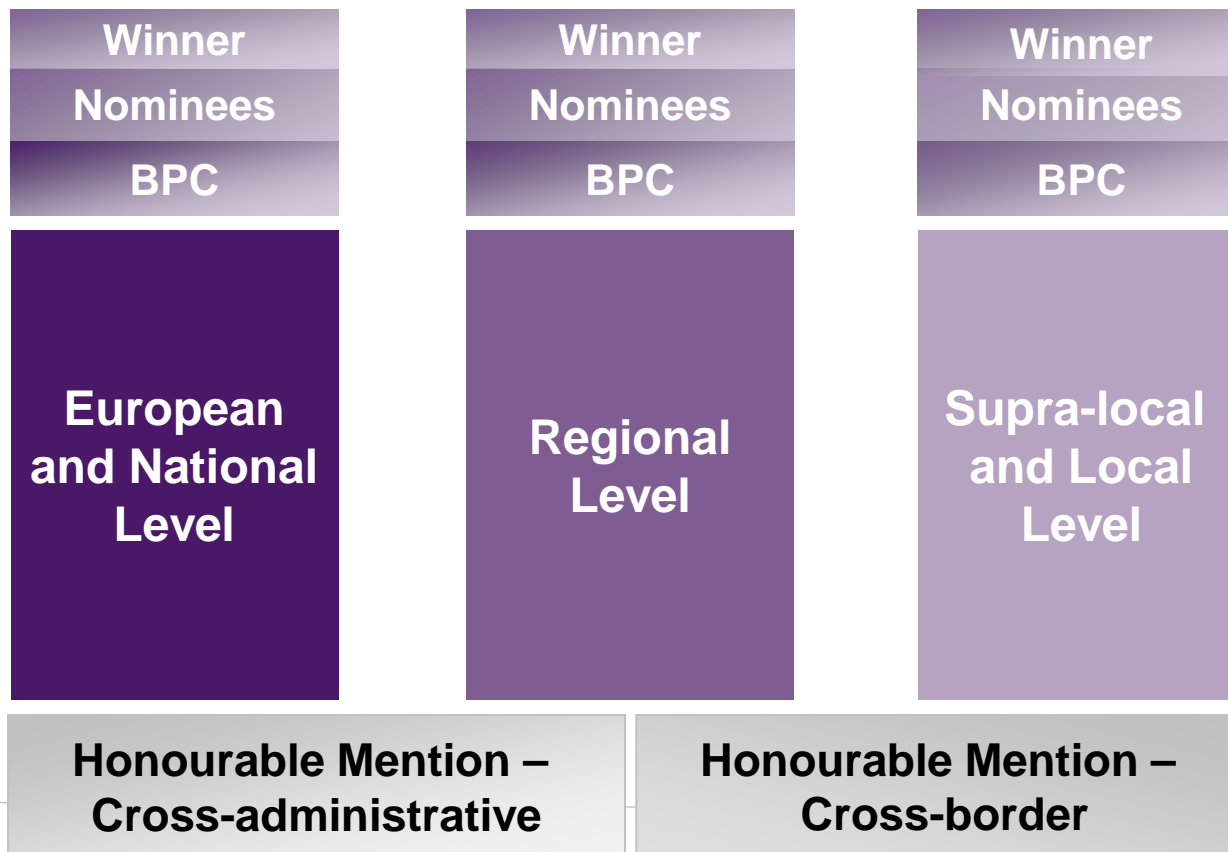 Winner
Nominees
BPC
European
and National
Level
Winner
Nominees
BPC
Regional
Level
Winner
Nominees
BPC
Supra-local
and Local
Level
Honourable Mention –
Cross-administrative
Honourable Mention –
Cross-border